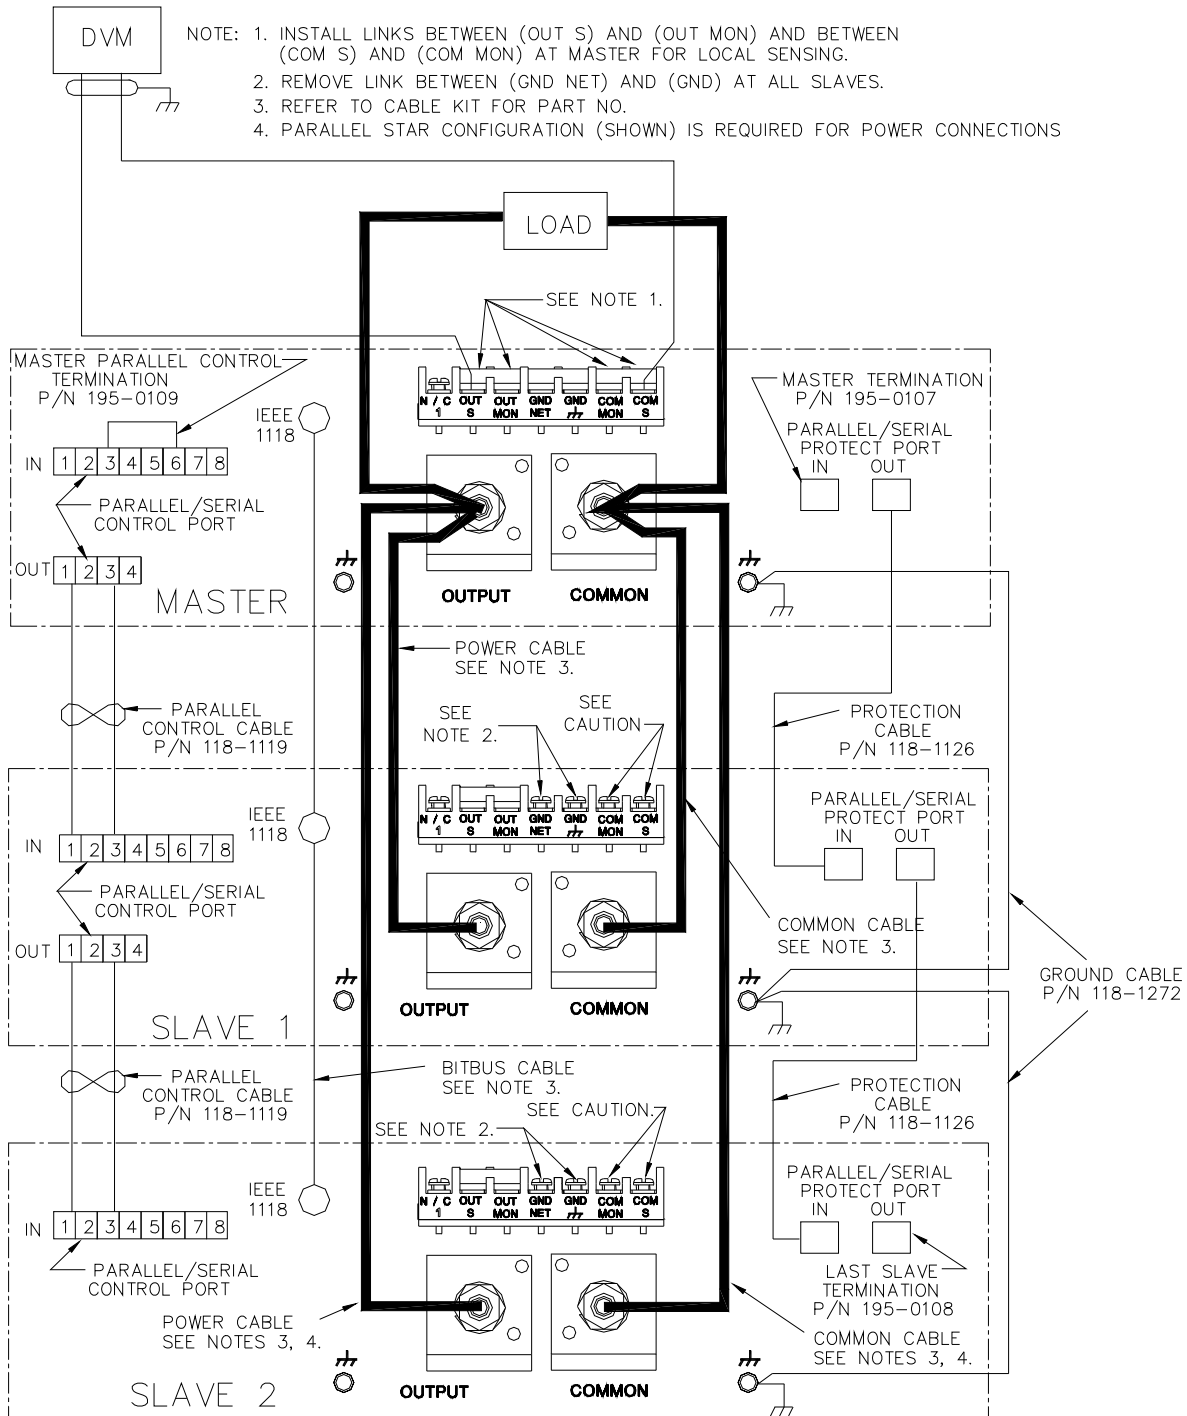 DVM
NOTE: 1. INSTALL LINKS BETWEEN (OUT S) AND (OUT MON) AND BETWEEN
(COM S) AND (COM MON) AT MASTER FOR LOCAL SENSING.
2. REMOVE LINK BETWEEN (GND NET) AND (GND) AT ALL SLAVES.
3. REFER TO CABLE KIT FOR PART NO.
4. PARALLEL STAR CONFIGURATION (SHOWN) IS REQUIRED FOR POWER CONNECTIONS
LOAD
SEE NOTE 1.
MASTER PARALLEL CONTROL
TERMINATION
P/N 195-0109
IEEE
1118
N / C OUT OUT GND GND COM COM
1 S MON NET MON S
MASTER TERMINATION
P/N 195-0107
PARALLEL/SERIAL
PROTECT PORT
IN OUT
IN 1 2 3 4 5 6 7 8
PARALLEL/SERIAL
CONTROL PORT
OUT 1 2 3 4
MASTER
OUTPUT COMMON
POWER CABLE
SEE NOTE 3.
PARALLEL
CONTROL CABLE
P/N 118-1119
SEE
NOTE 2.
SEE
CAUTION
PROTECTION
CABLE
P/N 118-1126
IEEE
1118
N / C OUT OUT GND GND COM COM
1 S MON NET MON S
PARALLEL/SERIAL
PROTECT PORT
IN OUT
IN 1 2 3 4 5 6 7 8
PARALLEL/SERIAL
CONTROL PORT
OUT 1 2 3 4
COMMON CABLE
SEE NOTE 3.
GROUND CABLE
P/N 118-1272
SLAVE 1
OUTPUT COMMON
PARALLEL
CONTROL CABLE
P/N 118-1119
BITBUS CABLE
SEE NOTE 3.
SEE CAUTION.
SEE NOTE 2.
PROTECTION
CABLE
P/N 118-1126
IEEE
1118
N / C OUT OUT GND GND COM COM
1 S MON NET MON S
PARALLEL/SERIAL
PROTECT PORT
IN OUT
IN 1 2 3 4 5 6 7 8
PARALLEL/SERIAL
CONTROL PORT
LAST SLAVE
TERMINATION
P/N 195-0108
POWER CABLE
SEE NOTES 3, 4.
COMMON CABLE
SEE NOTES 3, 4.
SLAVE 2
OUTPUT COMMON